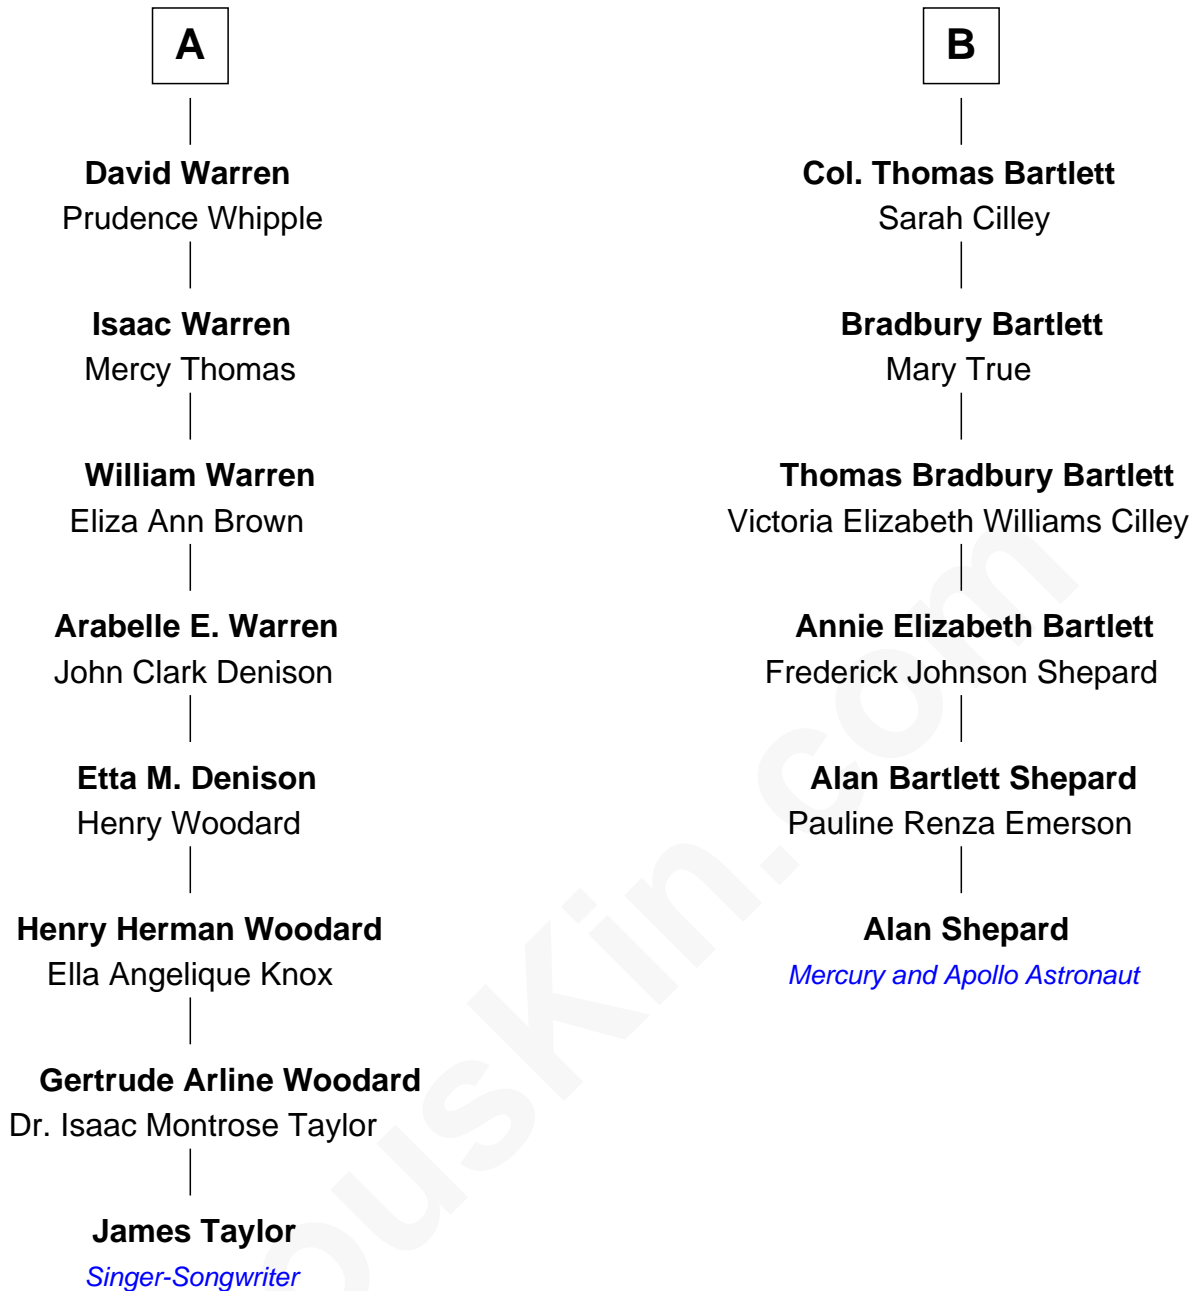 A
David Warren
Prudence Whipple
Isaac Warren
Mercy Thomas
William Warren
Eliza Ann Brown
Arabelle E. Warren
John Clark Denison
Etta M. Denison
Henry Woodard
Henry Herman Woodard
Ella Angelique Knox
Gertrude Arline Woodard
Dr. Isaac Montrose Taylor
James Taylor
Singer-Songwriter
B
Col. Thomas Bartlett
Sarah Cilley
Bradbury Bartlett
Mary True
Thomas Bradbury Bartlett
Victoria Elizabeth Williams Cilley
Annie Elizabeth Bartlett
Frederick Johnson Shepard
Alan Bartlett Shepard
Pauline Renza Emerson
Alan Shepard
Mercury and Apollo Astronaut
ousKin.com